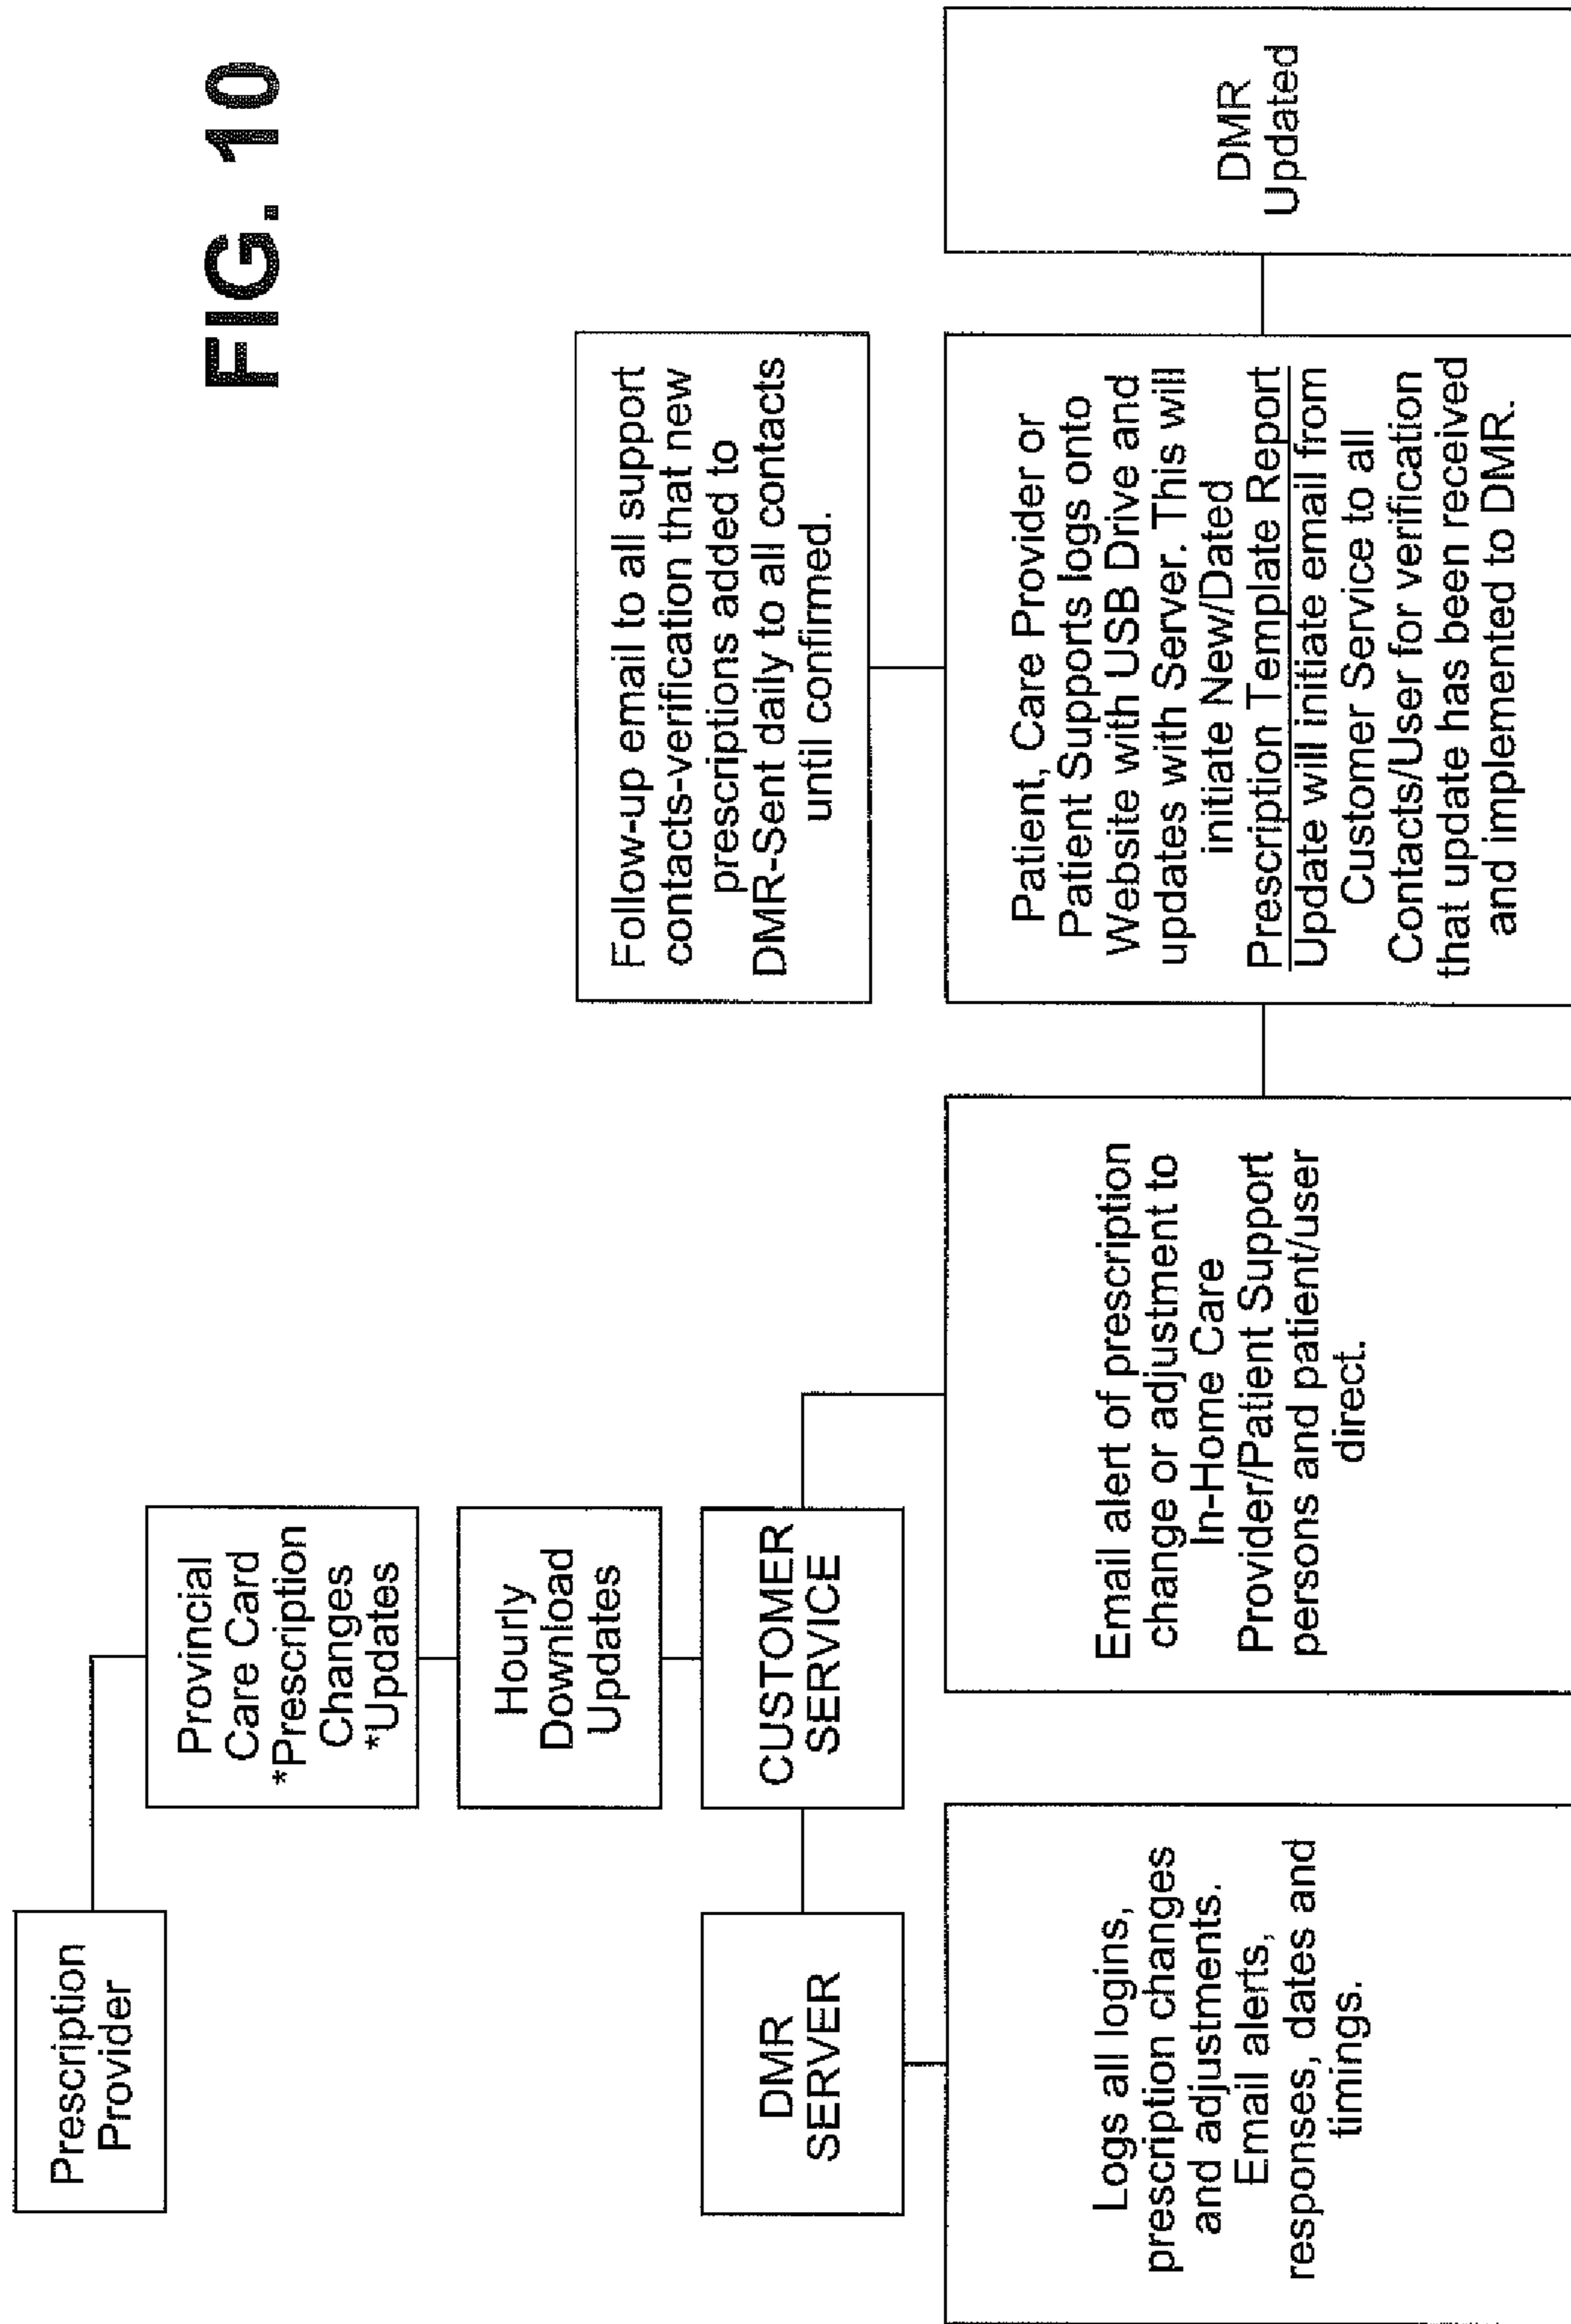 FIG. 10
Prescription
Provider
Provincial
Care Card
*Prescription
Changes
*Updates
Hourly
Download
Updates
CUSTOMER
SERVICE
DMR
SERVER
Logs all logins,
prescription changes
and adjustments.
Email alerts,
responses, dates and
timings.
Email alert of prescription
change or adjustment to
In-Home Care
Provider/Patient Support
persons and patient/user
direct.
Follow-up email to all support
contacts-verification that new
prescriptions added to
DMR-Sent daily to all contacts
until confirmed.
Patient, Care Provider or
Patient Supports logs onto
Website with USB Drive and
updates with Server. This will
initiate New/Dated
Prescription Template Report
Update will initiate email from
Customer Service to all
Contacts/User for verification
that update has been received
and implemented to DMR.
DMR
Updated